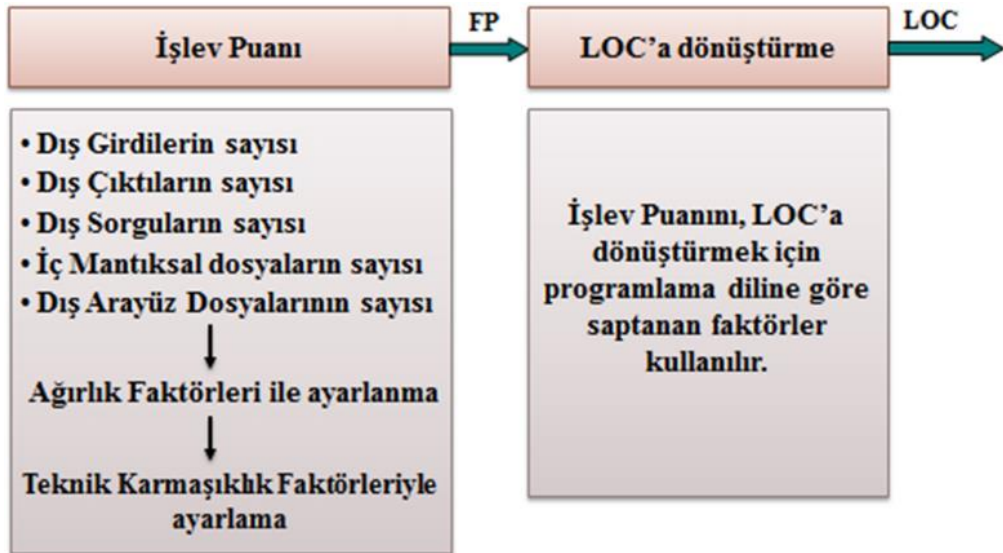 İşlev Puanı
FP
LOC’a dönüştürme
LOC
• Dış Girdilerin sayısı
• Dış Çıktıların sayısı
• Dış Sorguların sayısı
• İç Mantıksal dosyaların sayısı
• Dış Arayüz Dosyalarının sayısı
Ağırlık Faktörleri ile ayarlanma
Teknik Karmaşıklık Faktörleriyle
ayarlama
İşlev Puanını, LOC’a
dönüştürmek için
programlama diline göre
saptanan faktörler
kullanılır.